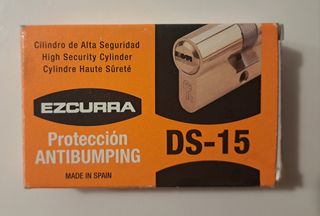 Cilindro de Alta Seguridad
High Security Cylinder
Cylindre Haute Sûreté
EZCURRA
Protección
ANTIBUMPING
MADE IN SPAIN
DS-15